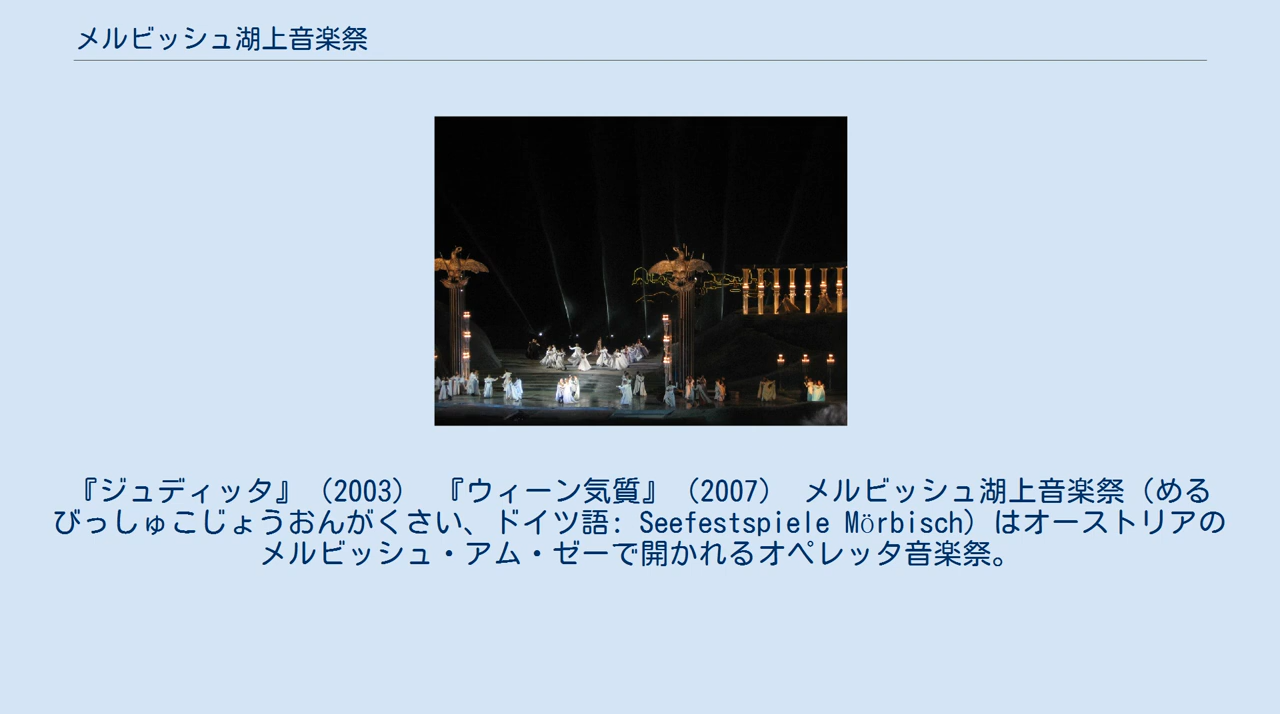 メルビッシュ湖上音楽祭
『ジュディッタ』（2003） 『ウィーン気質』（2007） メルビッシュ湖上音楽祭（める
びっしゅこじょうおんがくさい、ドイツ語: Seefestspiele Mörbisch）はオーストリアの
メルビッシュ・アム・ゼーで開かれるオペレッタ音楽祭。